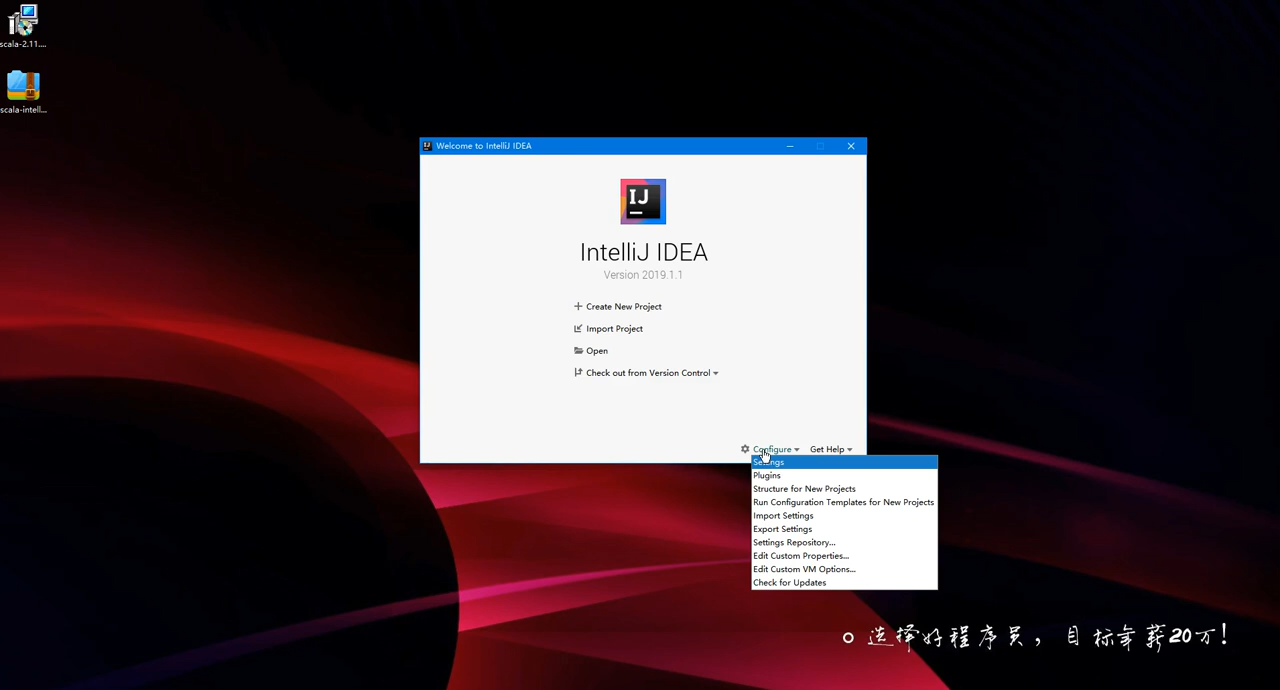 scala-2.11....
scala-intell...
Welcome to IntelliJ IDEA
IJ
IntelliJ IDEA
Version 2019.1.1
Create New Project
Import Project
Open
Check out from Version Control
Configure
Get Help
Settings
Plugins
Structure for New Projects
Run Configuration Templates for New Projects
Import Settings
Export Settings
Settings Repository...
Edit Custom Properties...
Edit Custom VM Options...
Check for Updates
选择好程序员，目标年薪20万！